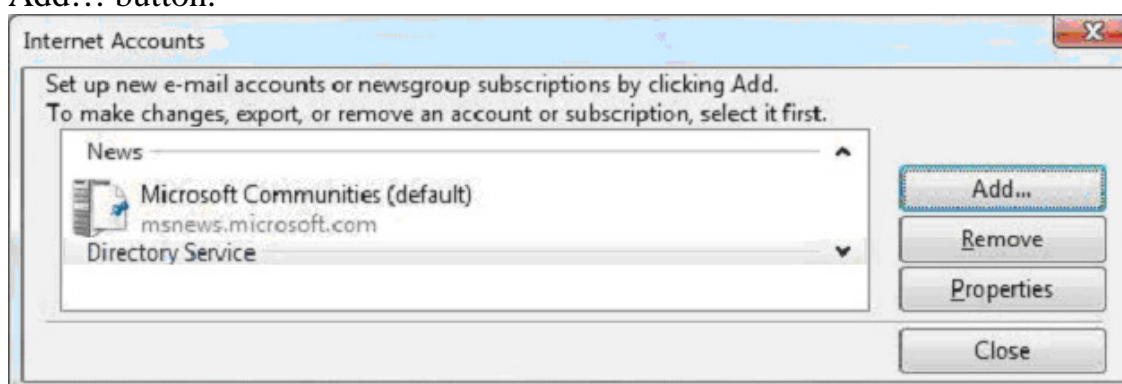 Add… button.
Internet Accounts
Set up new e-mail accounts or newsgroup subscriptions by clicking Add.
To make changes, export, or remove an account or subscription, select it first.
News
Microsoft Communities (default)
msnews.microsoft.com
Directory Service
Add...
Remove
Properties
Close